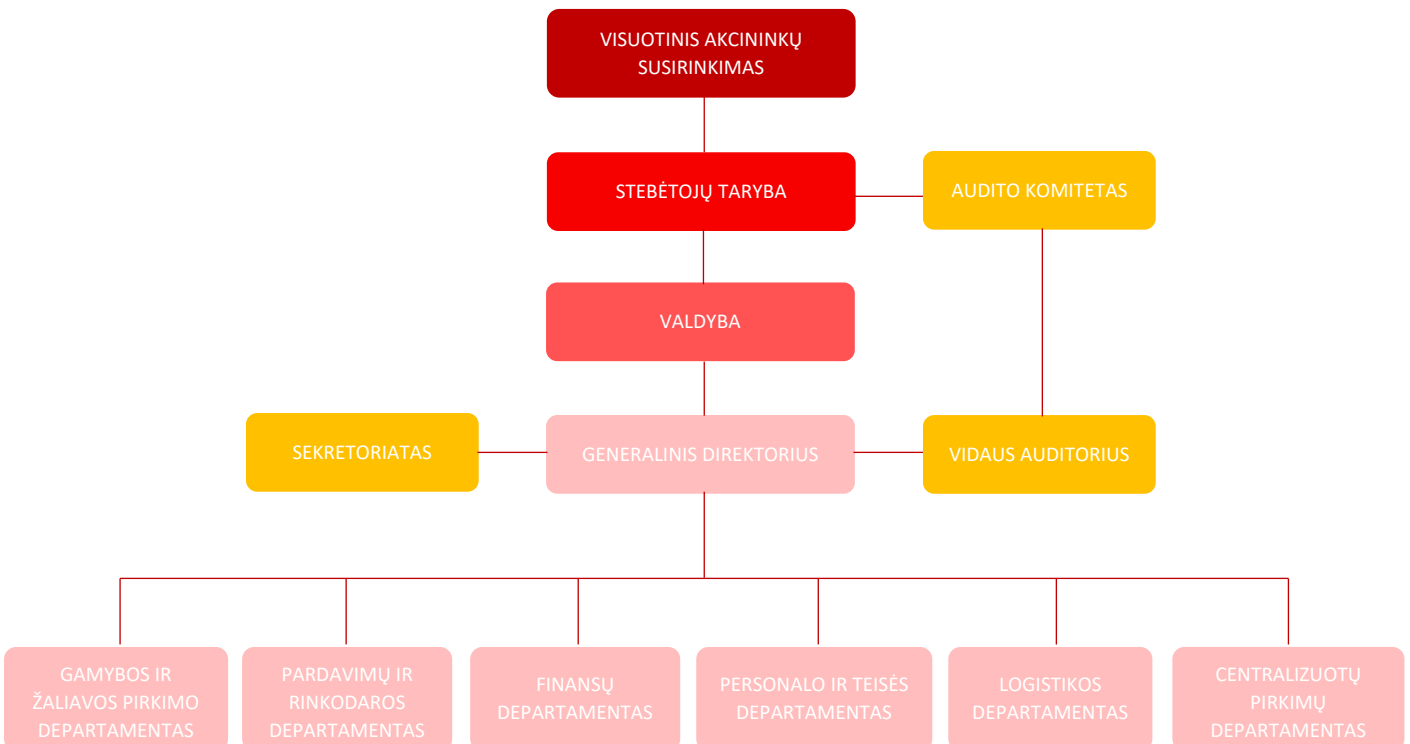 VISUOTINIS AKCININKŲ
SUSIRINKIMAS
STEBĖTOJŲ TARYBA
AUDITO KOMITETAS
VALDYBA
SEKRETORIATAS
GENERALINIS DIREKTORIUS
VIDAUS AUDITORIUS
GAMYBOS IR
ŽALIAVOS PIRKIMO
DEPARTAMENTAS
PARDAVIMŲ IR
RINKODAROS
DEPARTAMENTAS
FINANSŲ
DEPARTAMENTAS
PERSONALO IR TEISĖS
DEPARTAMENTAS
LOGISTIKOS
DEPARTAMENTAS
CENTRALIZUOTŲ
PIRKIMŲ
DEPARTAMENTAS